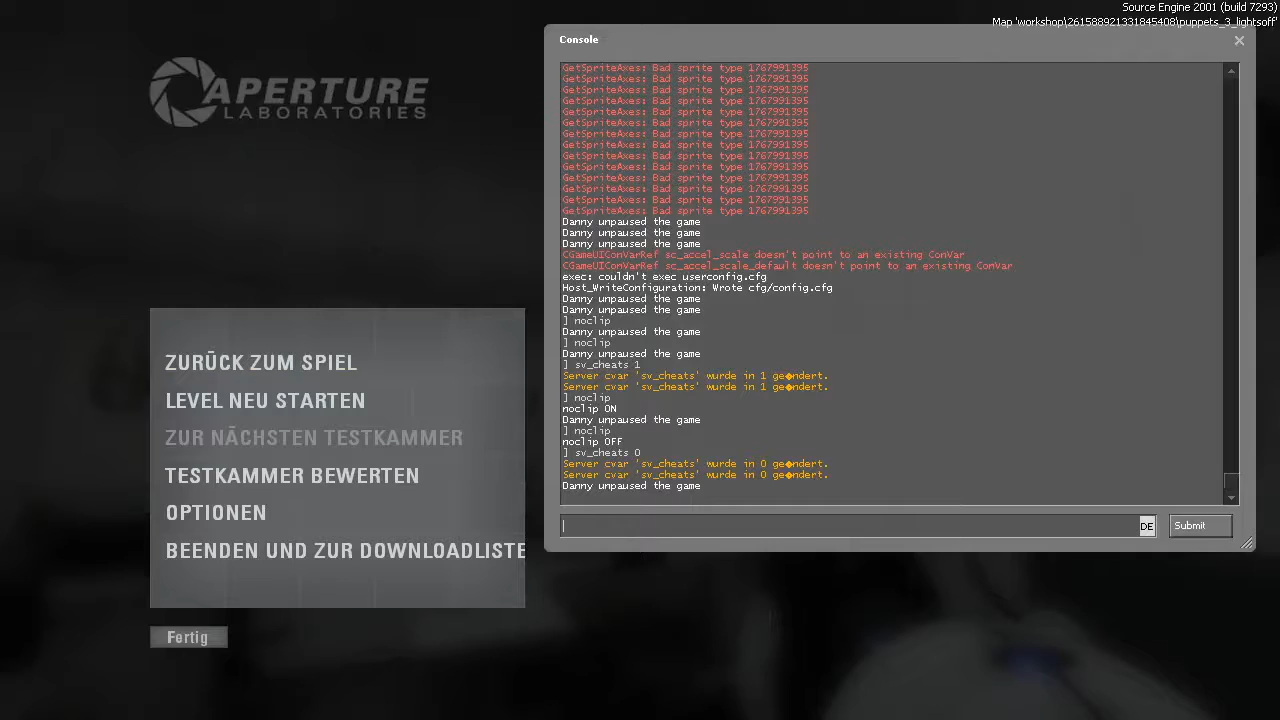 Source Engine 2001 (build 7293)
Map 'workshop\261588921331845408\puppets_3_lightsoff'
APERTURE
LABORATORIES
ZURÜCK ZUM SPIEL
LEVEL NEU STARTEN
ZUR NÄCHSTEN TESTKAMMER
TESTKAMMER BEWERTEN
OPTIONEN
BEENDEN UND ZUR DOWNLOADLISTE
Fertig
Console
GetSpriteAxes: Bad sprite type 1767991395
GetSpriteAxes: Bad sprite type 1767991395
GetSpriteAxes: Bad sprite type 1767991395
GetSpriteAxes: Bad sprite type 1767991395
GetSpriteAxes: Bad sprite type 1767991395
GetSpriteAxes: Bad sprite type 1767991395
GetSpriteAxes: Bad sprite type 1767991395
GetSpriteAxes: Bad sprite type 1767991395
GetSpriteAxes: Bad sprite type 1767991395
GetSpriteAxes: Bad sprite type 1767991395
GetSpriteAxes: Bad sprite type 1767991395
GetSpriteAxes: Bad sprite type 1767991395
GetSpriteAxes: Bad sprite type 1767991395
GetSpriteAxes: Bad sprite type 1767991395
Danny unpaused the game
Danny unpaused the game
Danny unpaused the game
CGameUIConVarRef sc_accel_scale doesn't point to an existing ConVar
CGameUIConVarRef sc_accel_scale_default doesn't point to an existing ConVar
exec: couldn't exec userconfig.cfg
Host_WriteConfiguration: Wrote cfg/config.cfg
Danny unpaused the game
Danny unpaused the game
] noclip
Danny unpaused the game
] noclip
Danny unpaused the game
] sv_cheats 1
Server cvar 'sv_cheats' wurde in 1 ge�ndert.
Server cvar 'sv_cheats' wurde in 1 ge�ndert.
] noclip
noclip ON
Danny unpaused the game
] noclip
noclip OFF
] sv_cheats 0
Server cvar 'sv_cheats' wurde in 0 ge�ndert.
Server cvar 'sv_cheats' wurde in 0 ge�ndert.
Danny unpaused the game
DE
Submit